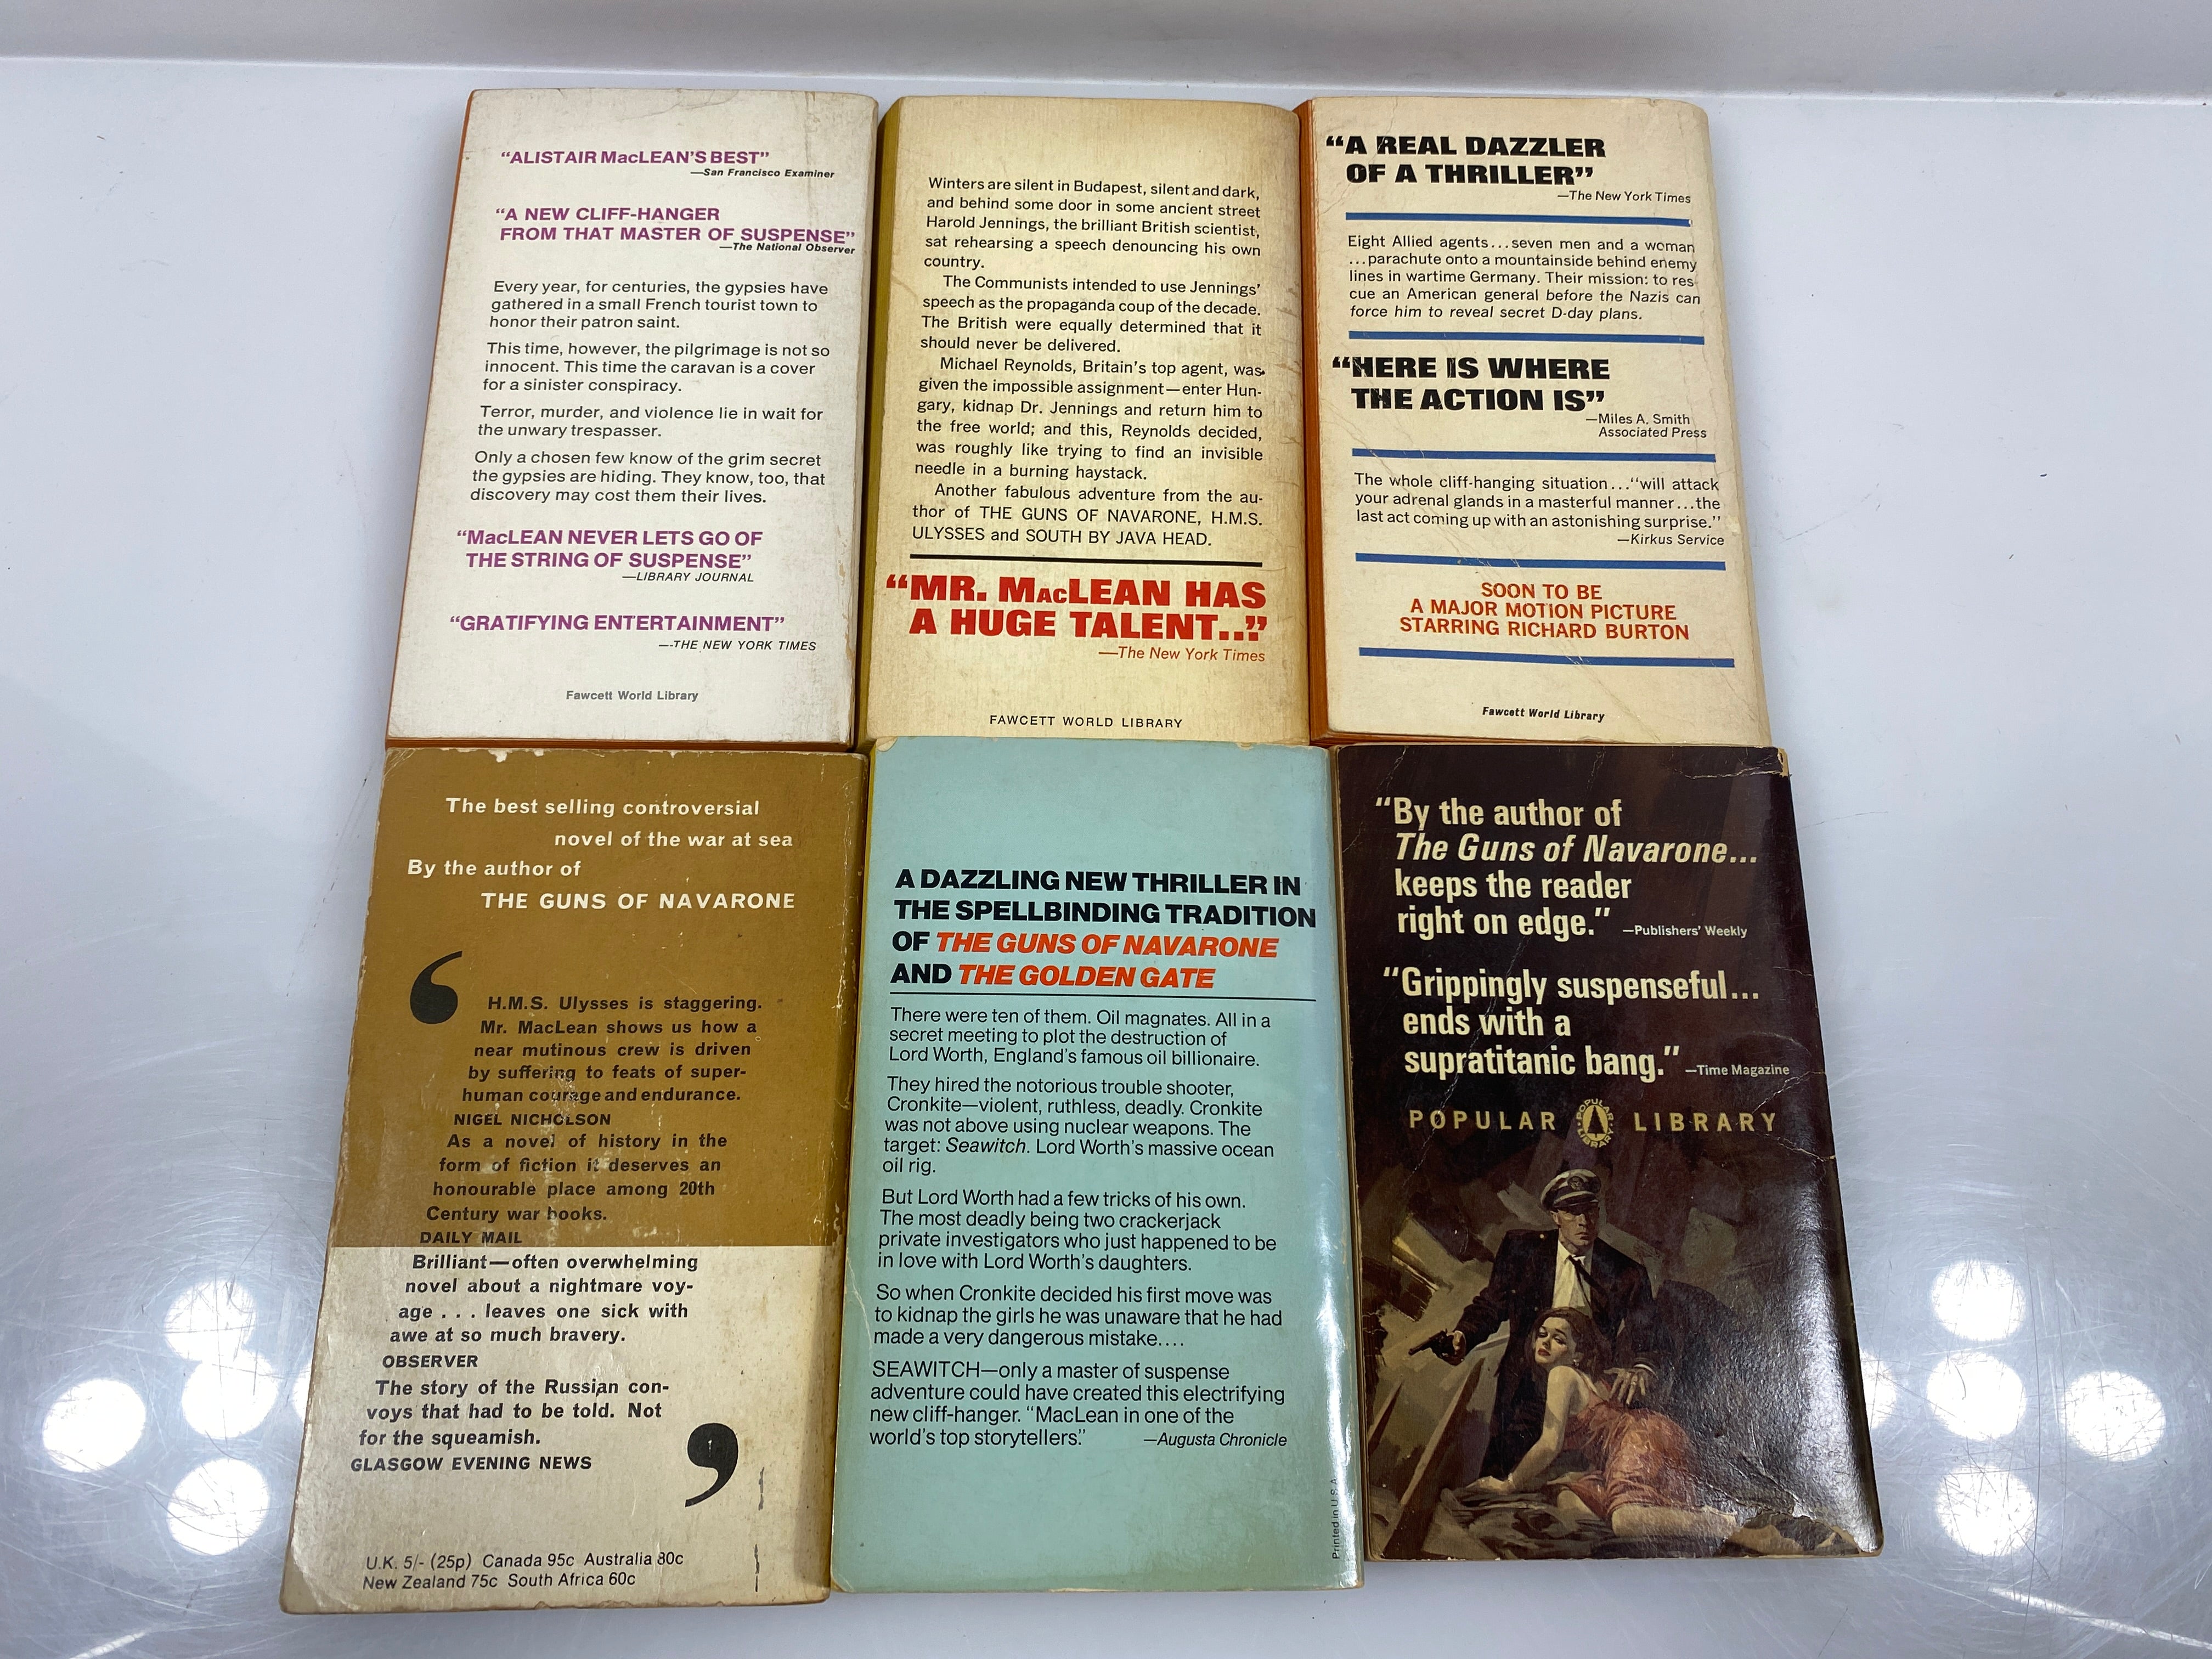 “ALISTAIR MacLEAN’S BEST”
—San Francisco Examiner
“A NEW CLIFF-HANGER
FROM THAT MASTER OF SUSPENSE”
—The National Observer
Every year, for centuries, the gypsies have
gathered in a small French tourist town to
honor their patron saint.
This time, however, the pilgrimage is not so
innocent. This time the caravan is a cover
for a sinister conspiracy.
Terror, murder, and violence lie in wait for
the unwary trespasser.
Only a chosen few know of the grim secret
the gypsies are hiding. They know, too, that
discovery may cost them their lives.
“MacLEAN NEVER LETS GO OF
THE STRING OF SUSPENSE”
—LIBRARY JOURNAL
“GRATIFYING ENTERTAINMENT”
—-THE NEW YORK TIMES
Fawcett World Library
Winters are silent in Budapest, silent and dark,
and behind some door in some ancient street
Harold Jennings, the brilliant British scientist,
sat rehearsing a speech denouncing his own
country.
The Communists intended to use Jennings’
speech as the propaganda coup of the decade.
The British were equally determined that it
should never be delivered.
Michael Reynolds, Britain’s top agent, was
given the impossible assignment—enter Hun-
gary, kidnap Dr. Jennings and return him to
the free world; and this, Reynolds decided,
was roughly like trying to find an invisible
needle in a burning haystack.
Another fabulous adventure from the au-
thor of THE GUNS OF NAVARONE, H.M.S.
ULYSSES and SOUTH BY JAVA HEAD.
“MR. MacLEAN HAS
A HUGE TALENT...”
—The New York Times
FAWCETT WORLD LIBRARY
“A REAL DAZZLER
OF A THRILLER”
—The New York Times
Eight Allied agents...seven men and a woman
...parachute onto a mountainside behind enemy
lines in wartime Germany. Their mission: to res-
cue an American general before the Nazis can
force him to reveal secret D-day plans.
“HERE IS WHERE
THE ACTION IS”
—Miles A. Smith
Associated Press
The whole cliff-hanging situation...“will attack
your adrenal glands in a masterful manner...the
last act coming up with an astonishing surprise.”
—Kirkus Service
SOON TO BE
A MAJOR MOTION PICTURE
STARRING RICHARD BURTON
Fawcett World Library
The best selling controversial
novel of the war at sea
By the author of
THE GUNS OF NAVARONE
‘
H.M.S. Ulysses is staggering.
Mr. MacLean shows us how a
near mutinous crew is driven
by suffering to feats of super-
human courage and endurance.
NIGEL NICHOLSON
As a novel of history in the
form of fiction it deserves an
honourable place among 20th
Century war books.
DAILY MAIL
Brilliant—often overwhelming
novel about a nightmare voy-
age . . . leaves one sick with
awe at so much bravery.
OBSERVER
The story of the Russian con-
voys that had to be told. Not
for the squeamish.
GLASGOW EVENING NEWS
’
U.K. 5/- (25p) Canada 95c Australia 80c
New Zealand 75c South Africa 60c
A DAZZLING NEW THRILLER IN
THE SPELLBINDING TRADITION
OF THE GUNS OF NAVARONE
AND THE GOLDEN GATE
There were ten of them. Oil magnates. All in a
secret meeting to plot the destruction of
Lord Worth, England’s famous oil billionaire.
They hired the notorious trouble shooter,
Cronkite—violent, ruthless, deadly. Cronkite
was not above using nuclear weapons. The
target: Seawitch. Lord Worth’s massive ocean
oil rig.
But Lord Worth had a few tricks of his own.
The most deadly being two crackerjack
private investigators who just happened to be
in love with Lord Worth’s daughters.
So when Cronkite decided his first move was
to kidnap the girls he was unaware that he had
made a very dangerous mistake....
SEAWITCH—only a master of suspense
adventure could have created this electrifying
new cliff-hanger. “MacLean in one of the
world’s top storytellers.”
—Augusta Chronicle
Printed in U.S.A.
“By the author of
The Guns of Navarone...
keeps the reader
right on edge.” —Publishers’ Weekly
“Grippingly suspenseful...
ends with a
supratitanic bang.” —Time Magazine
POPULAR POPULAR LIBRARY LIBRARY